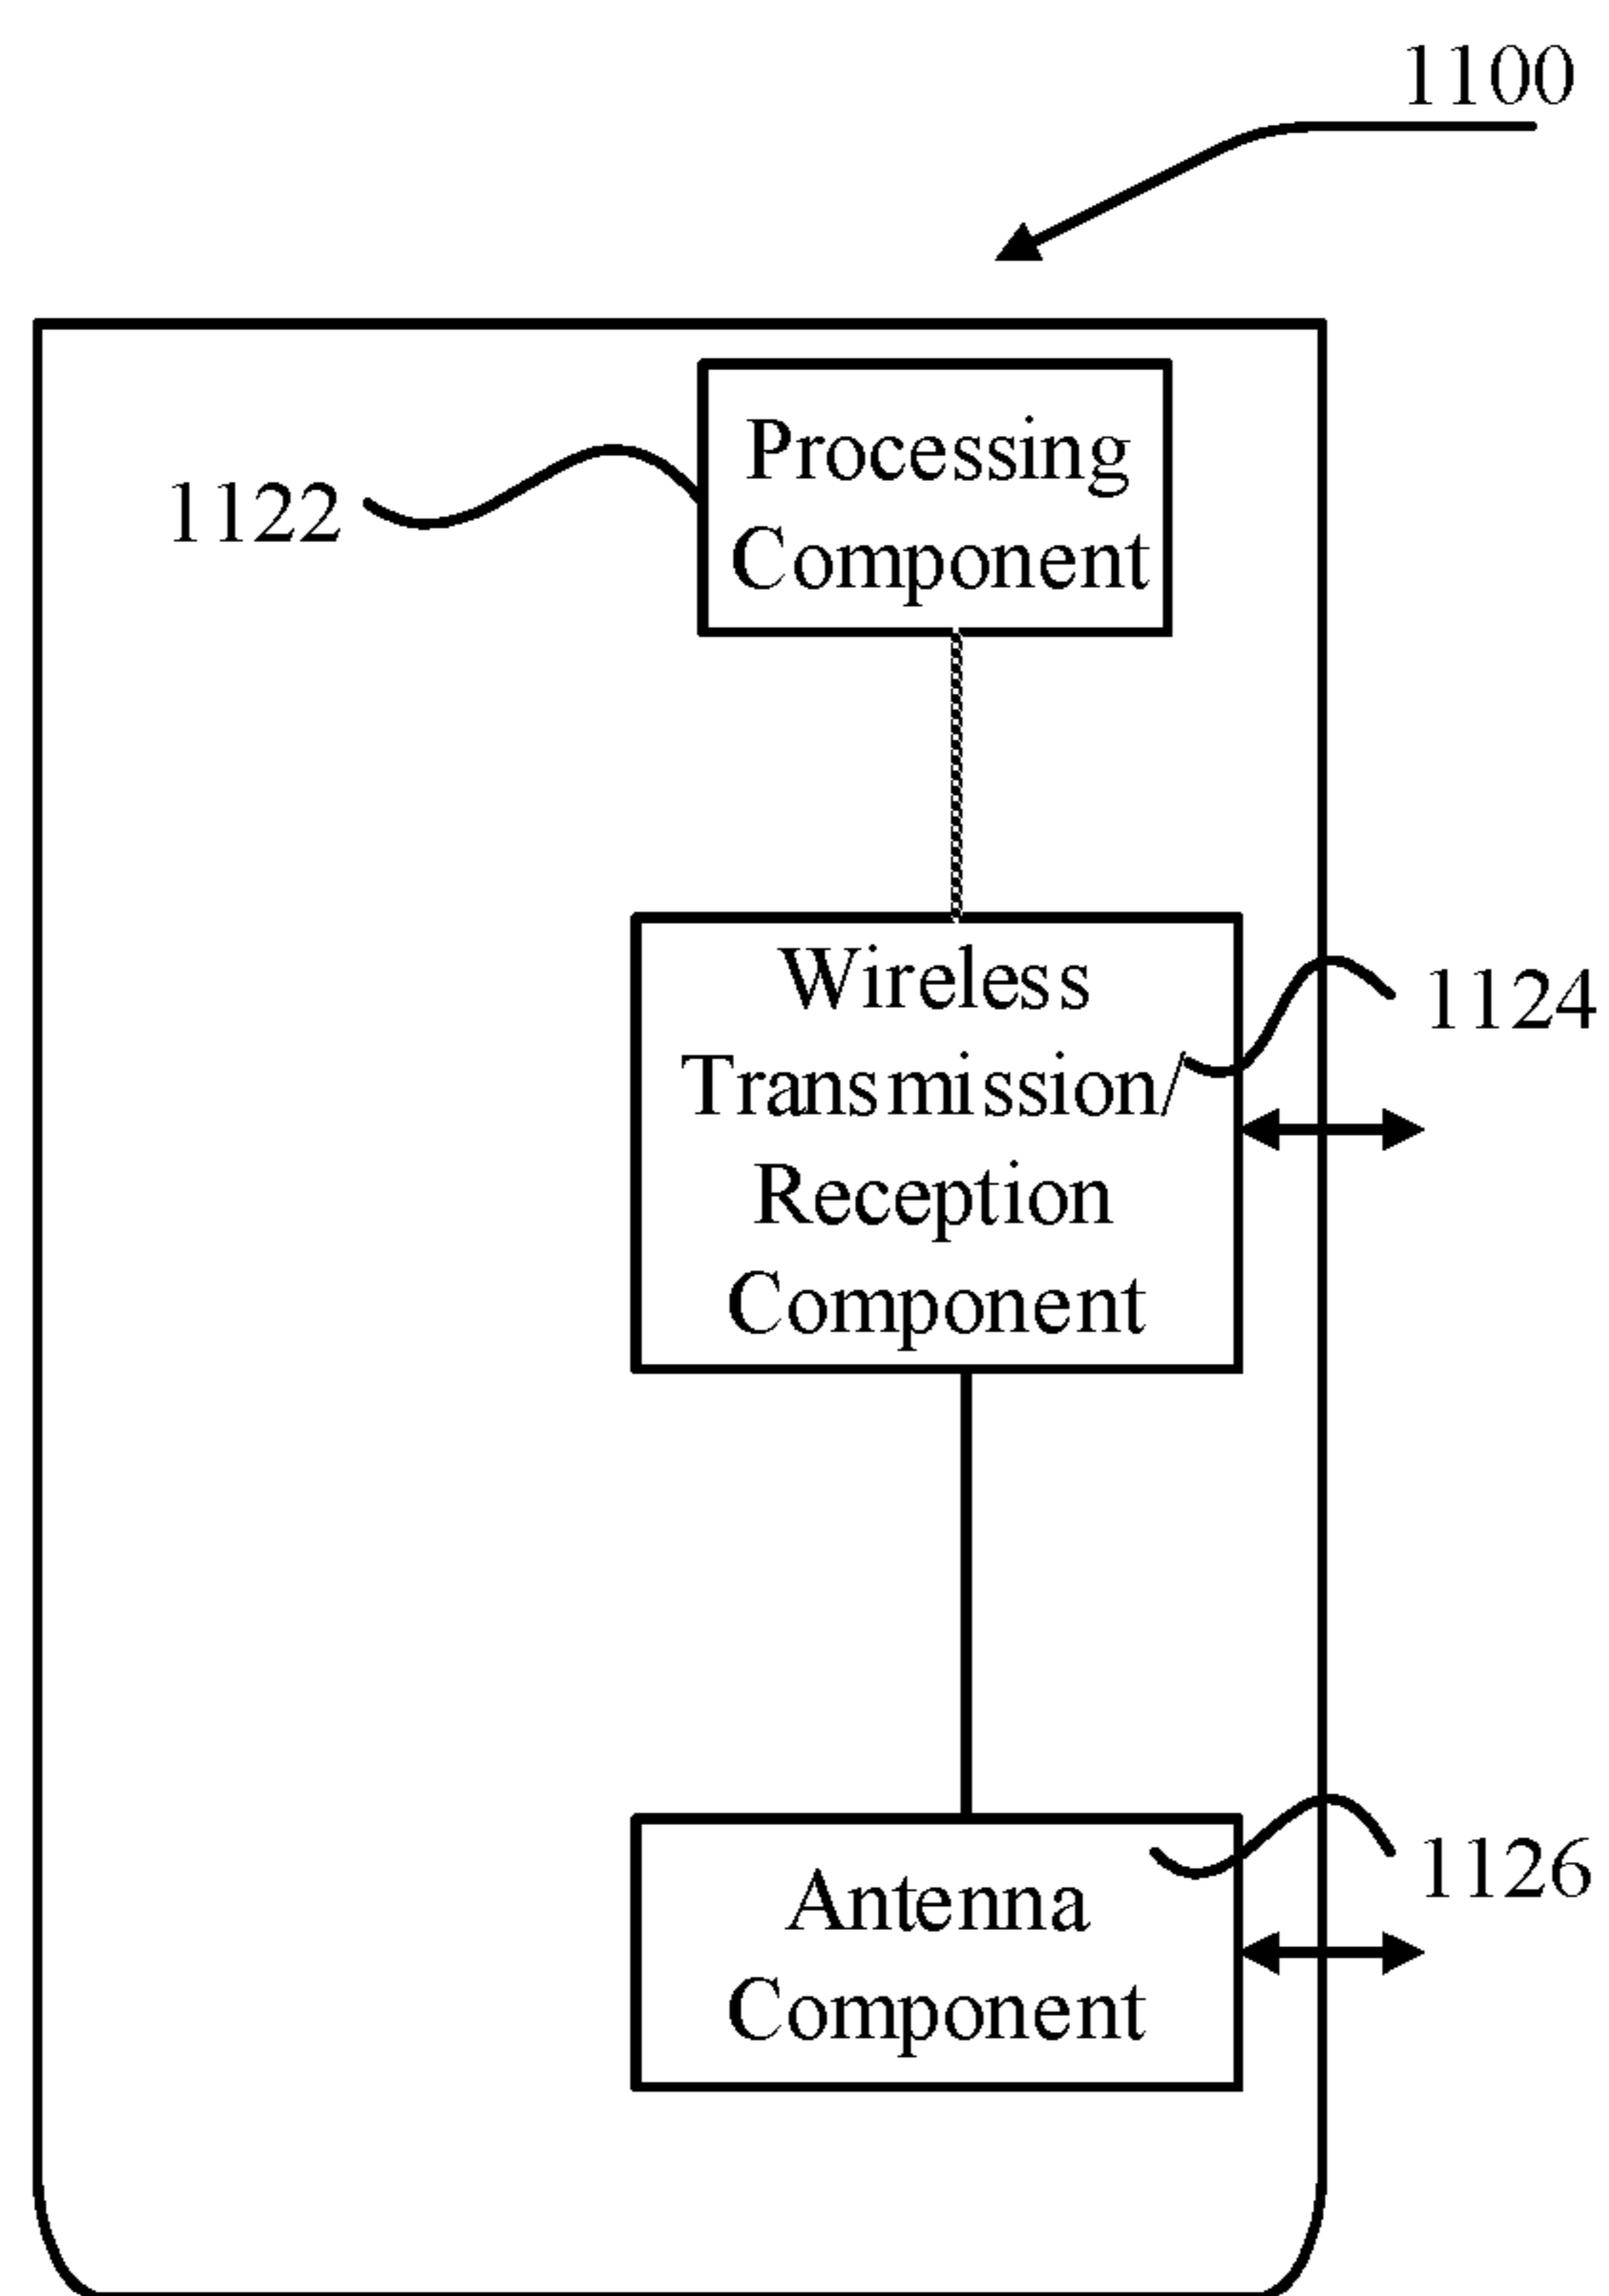 1100
Processing
Component
1122
Wireless
Transmission/
Reception
Component
1124
Antenna
Component
1126